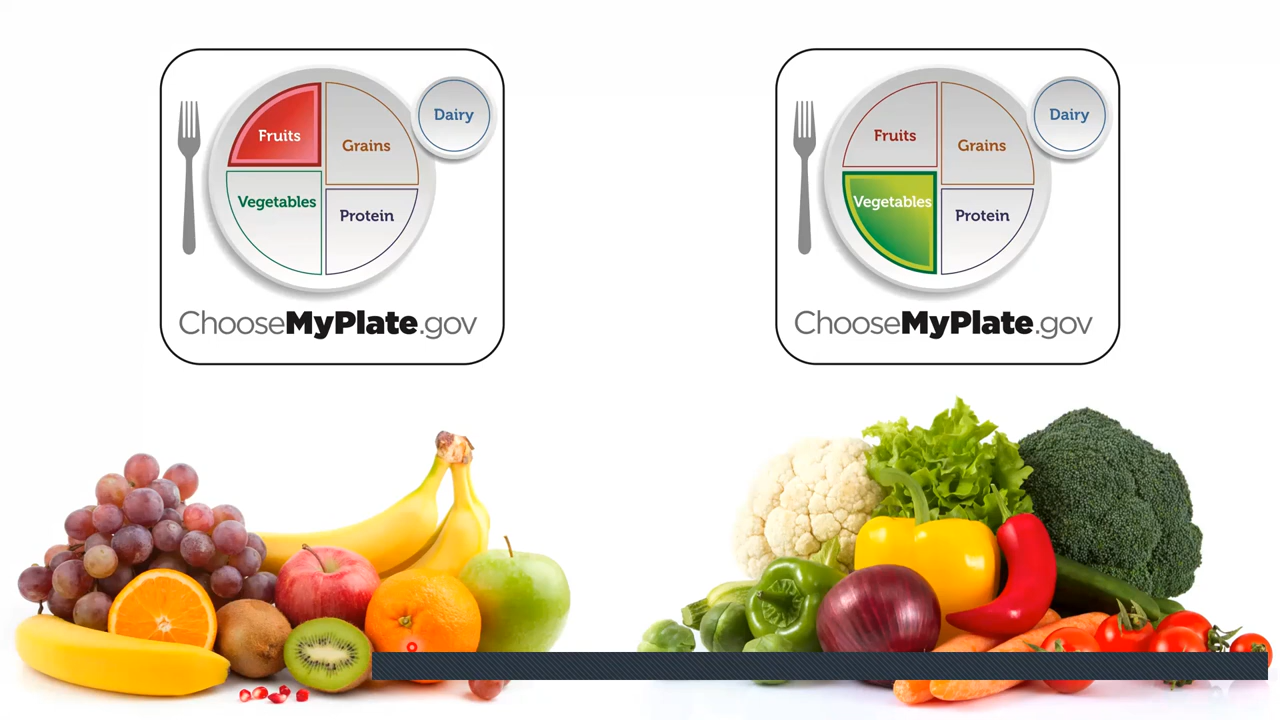 Fruits
Grains
Dairy
Vegetables
Protein
ChooseMyPlate.gov
Fruits
Grains
Dairy
Vegetables
Protein
ChooseMyPlate.gov